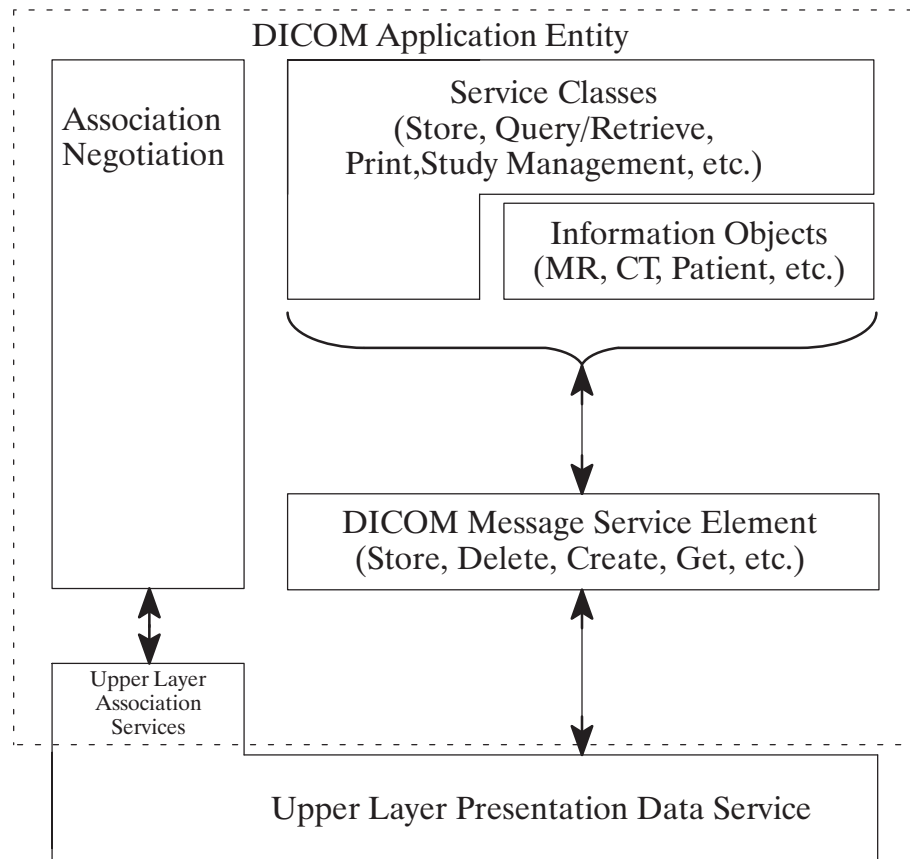 DICOM Application Entity
Association
Negotiation
Service Classes
(Store, Query/Retrieve,
Print,Study Management, etc.)
Information Objects
(MR, CT, Patient, etc.)
DICOM Message Service Element
(Store, Delete, Create, Get, etc.)
Upper Layer
Association
Services
Upper Layer Presentation Data Service